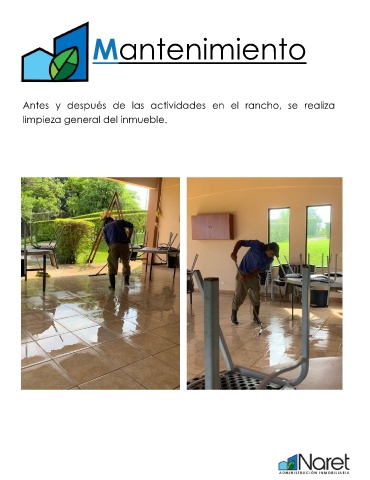 Mantenimiento
Antes y después de las actividades en el rancho, se realiza
limpieza general del inmueble.
Naret
ADMINISTRACIÓN INMOBILIARIA